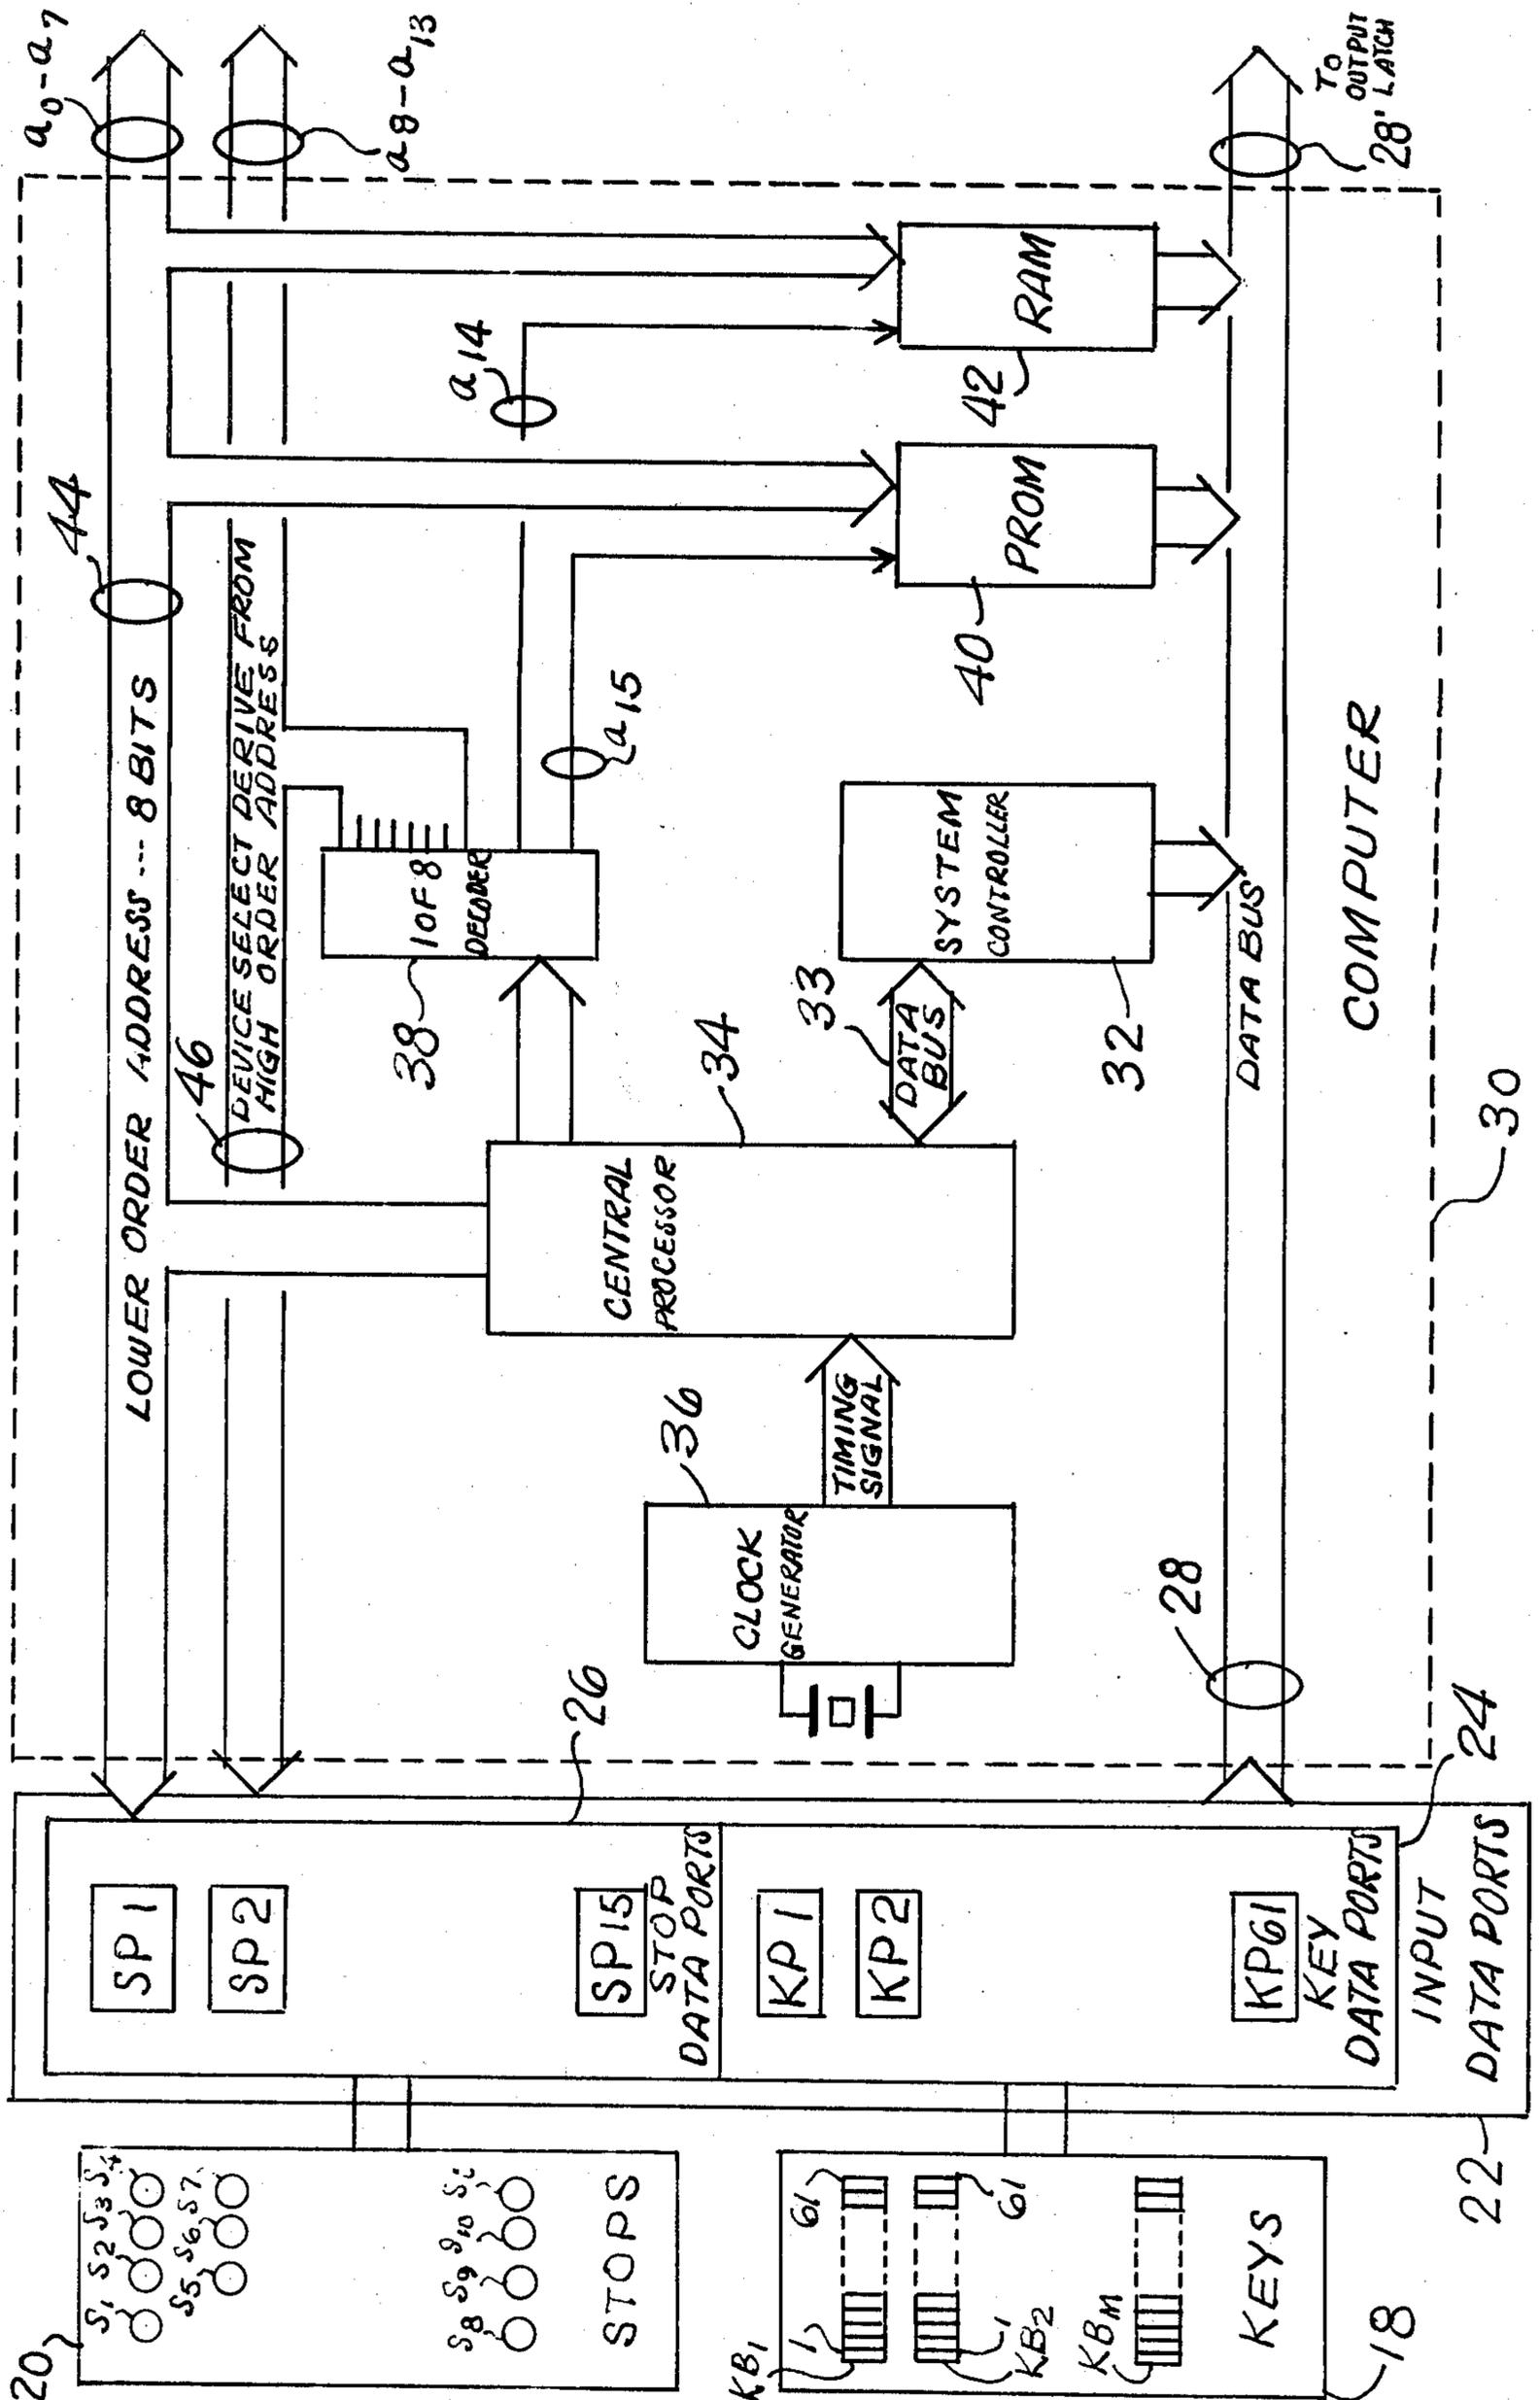 20
S1 S2 S3 S4
S5 S6 S7
S8 S9 S10 Si
STOPS
KB1
1
61
1
61
KB2
KBM
KEYS
18
SP1
SP2
SP15
STOP
DATA PORTS
26
KP1
KP2
KP61
KEY
DATA PORTS
24
INPUT
DATA PORTS
22
LOWER ORDER ADDRESS --- 8 BITS
44
a0-a7
46
DEVICE SELECT DERIVE FROM
HIGH ORDER ADDRESS
a8-a13
38
1 OF 8
DECODER
a14
a15
36
CLOCK
GENERATOR
TIMING
SIGNAL
CENTRAL
PROCESSOR
34
33
DATA
BUS
SYSTEM
CONTROLLER
32
PROM
40
RAM
42
28
DATA BUS
TO
OUTPUT
LATCH
28'
COMPUTER
30